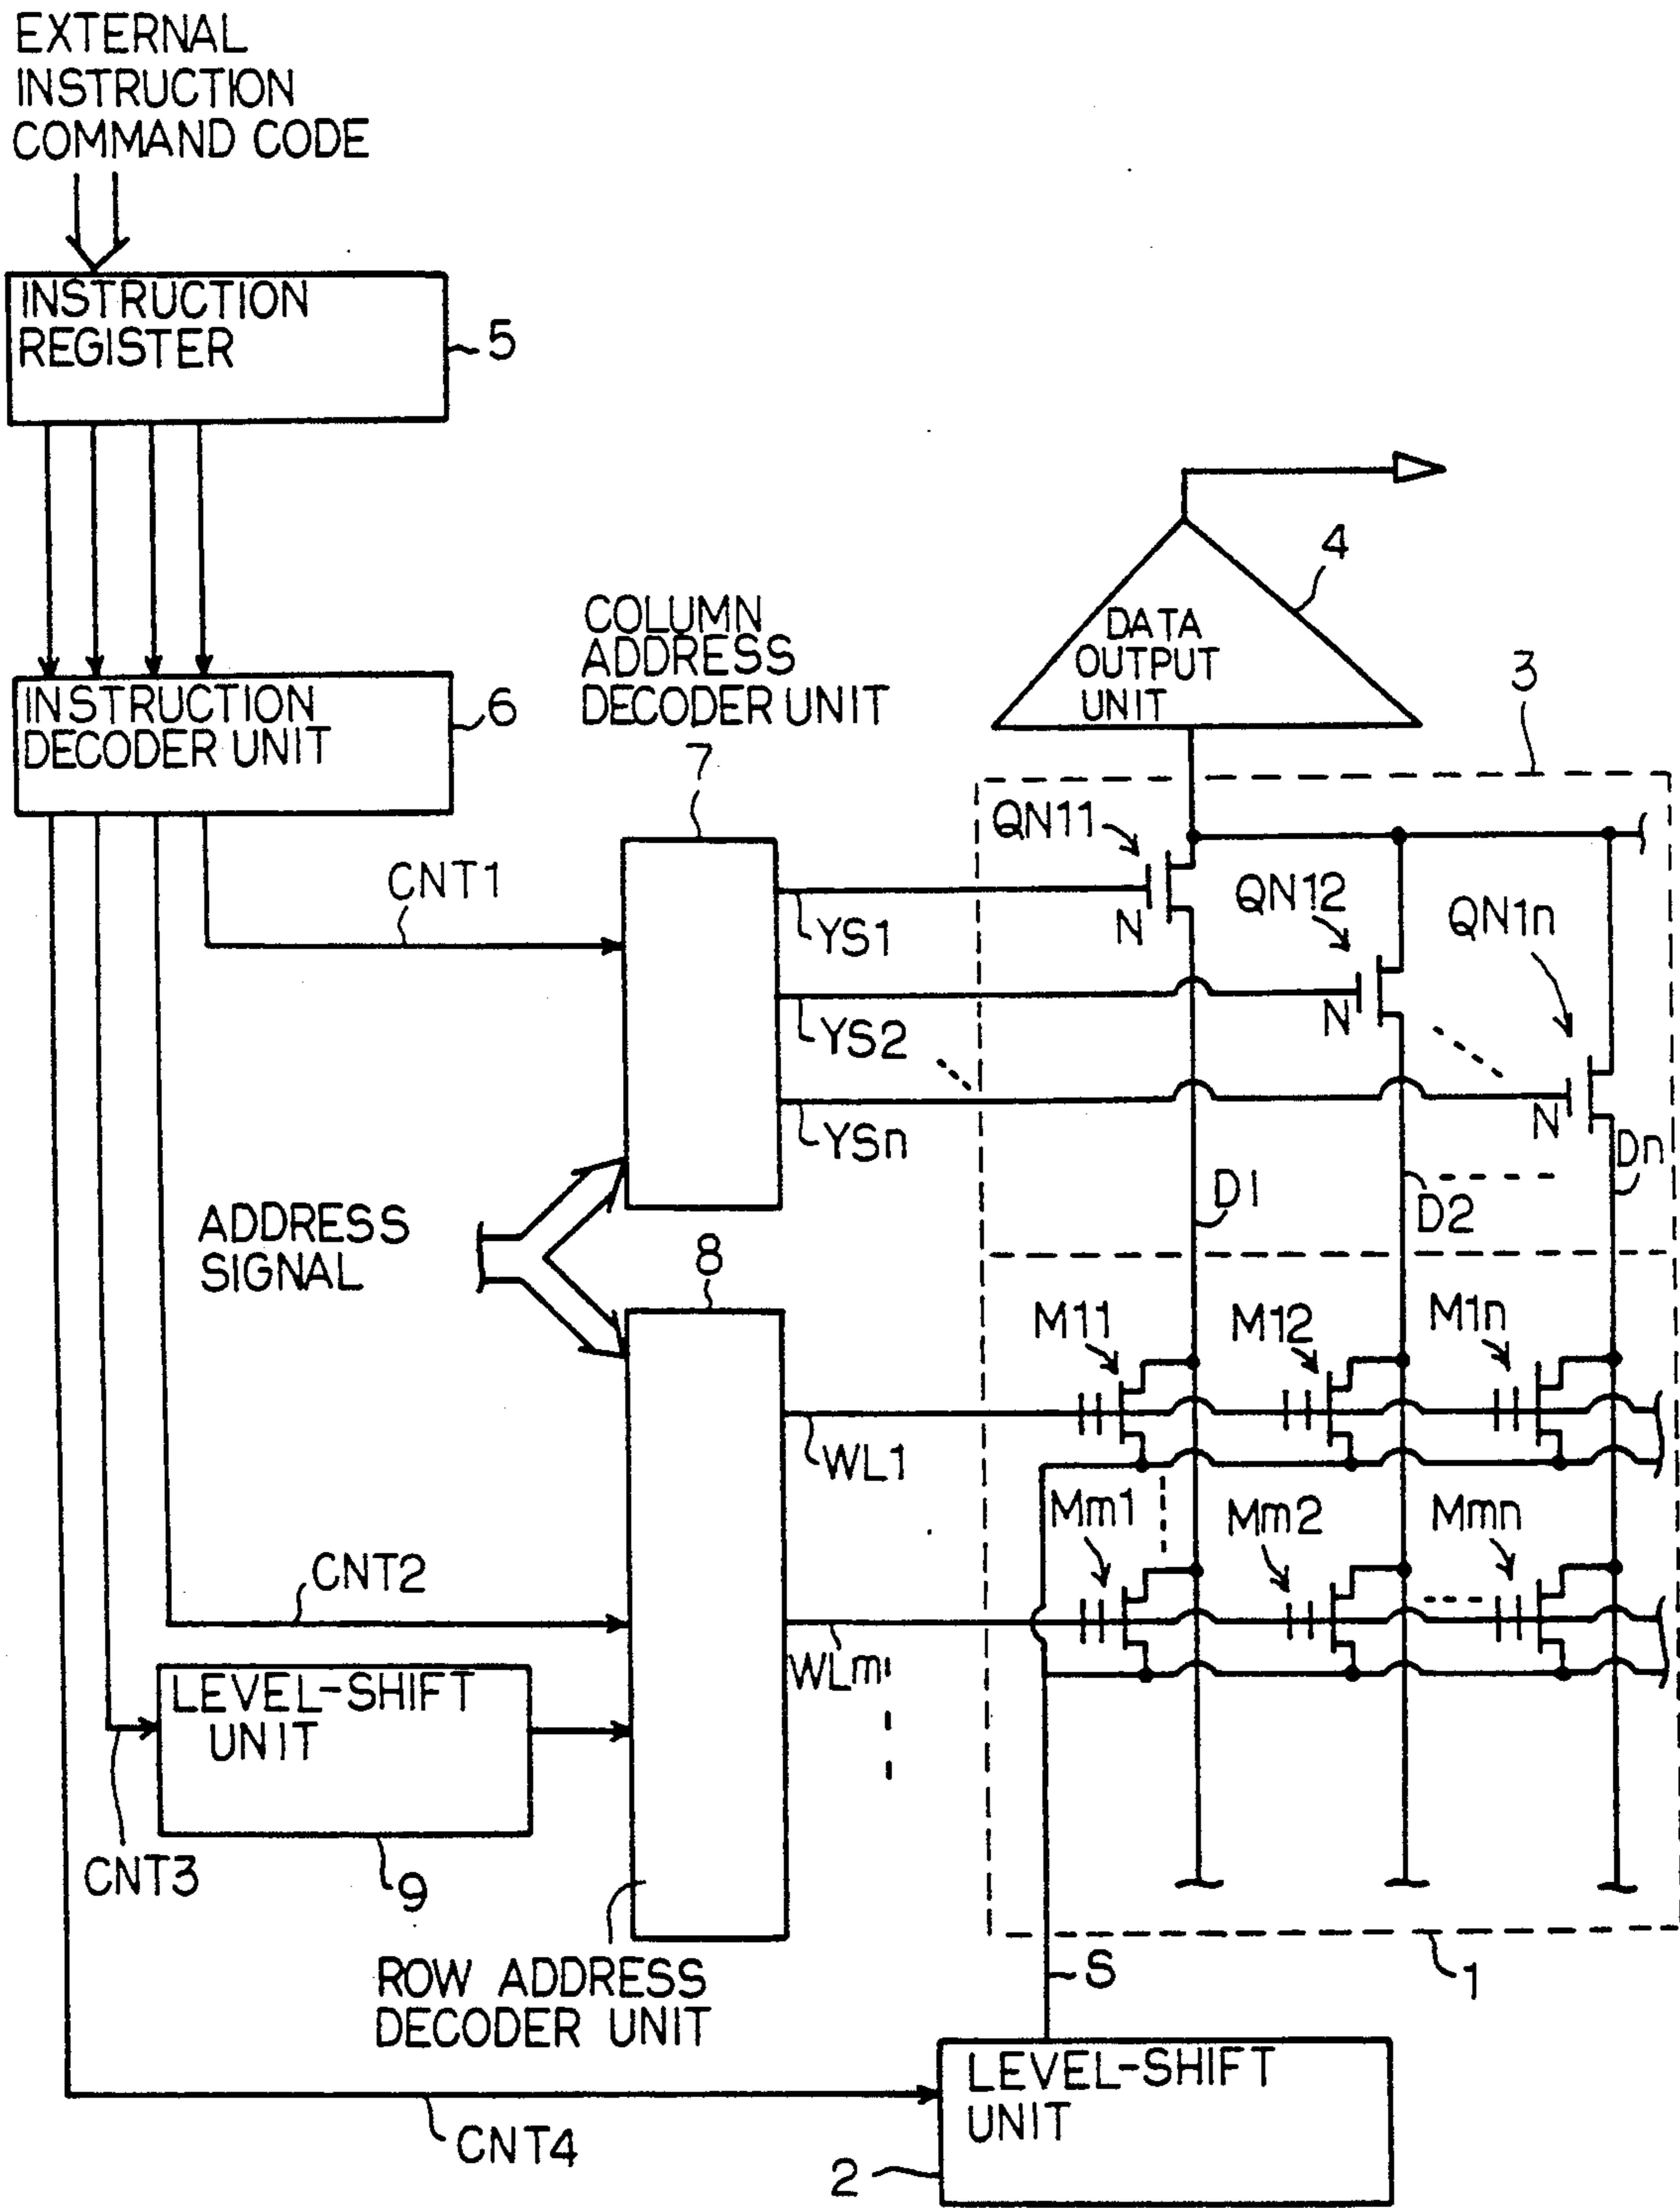 EXTERNAL
INSTRUCTION
COMMAND CODE
INSTRUCTION
REGISTER
5
INSTRUCTION
DECODER UNIT
6
COLUMN
ADDRESS
DECODER UNIT
7
DATA
OUTPUT
UNIT
4
3
CNT1
YS1
YS2
YSn
QN11
N
QN12
N
QN1n
N
D1
D2
Dn
ADDRESS
SIGNAL
8
M11
M12
M1n
WL1
Mm1
Mm2
Mmn
WLm
CNT2
LEVEL-SHIFT
UNIT
CNT3
9
ROW ADDRESS
DECODER UNIT
S
1
CNT4
LEVEL-SHIFT
UNIT
2